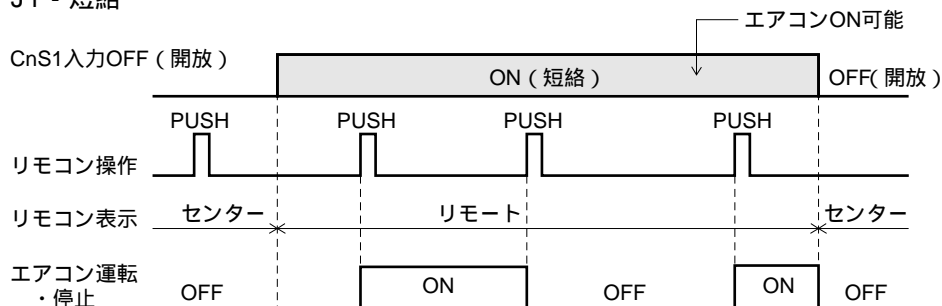 J1‐短絡
エアコンON可能
CnS1入力OFF（開放）
ON（短絡）
OFF（開放）
PUSH PUSH PUSH PUSH
リモコン操作
リモコン表示 センター リモート センター
エアコン運転
・停止 OFF ON OFF ON OFF